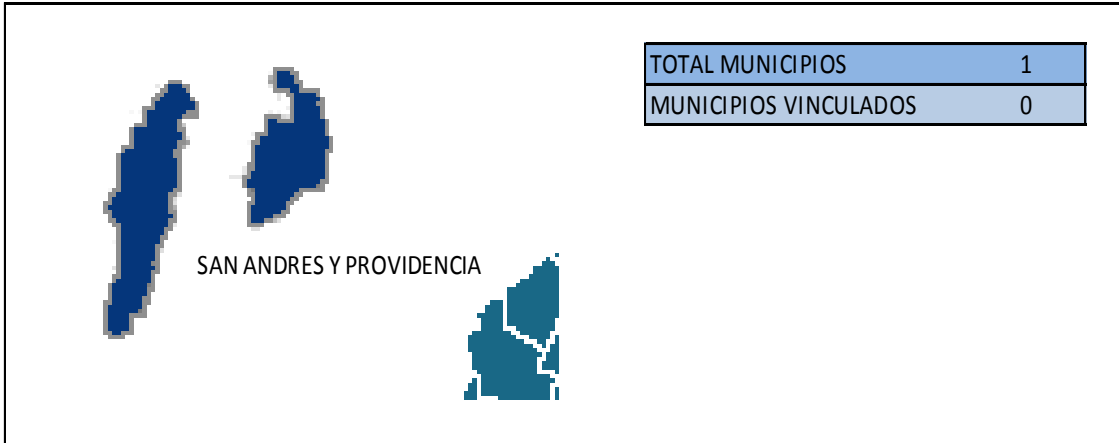 TOTAL MUNICIPIOS 1
MUNICIPIOS VINCULADOS 0
SAN ANDRES Y PROVIDENCIA